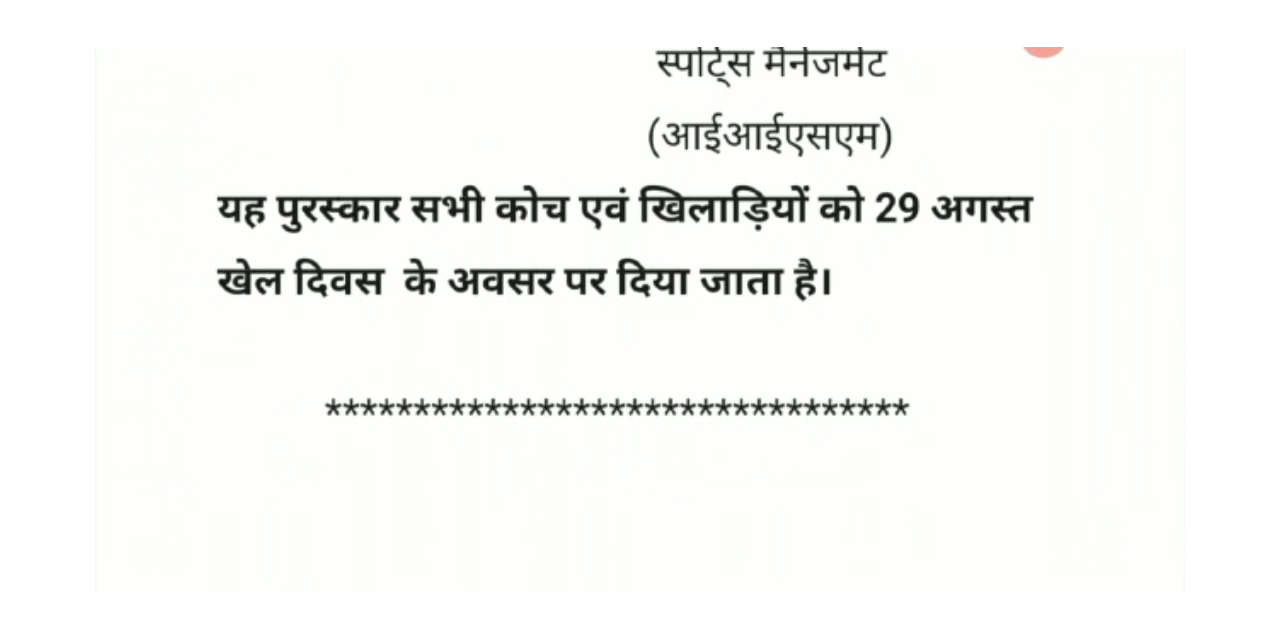 स्पोर्ट्स मैनेजमेंट
(आईआईएसएम)
यह पुरस्कार सभी कोच एवं खिलाड़ियों को 29 अगस्त
खेल दिवस के अवसर पर दिया जाता है।
*********************************